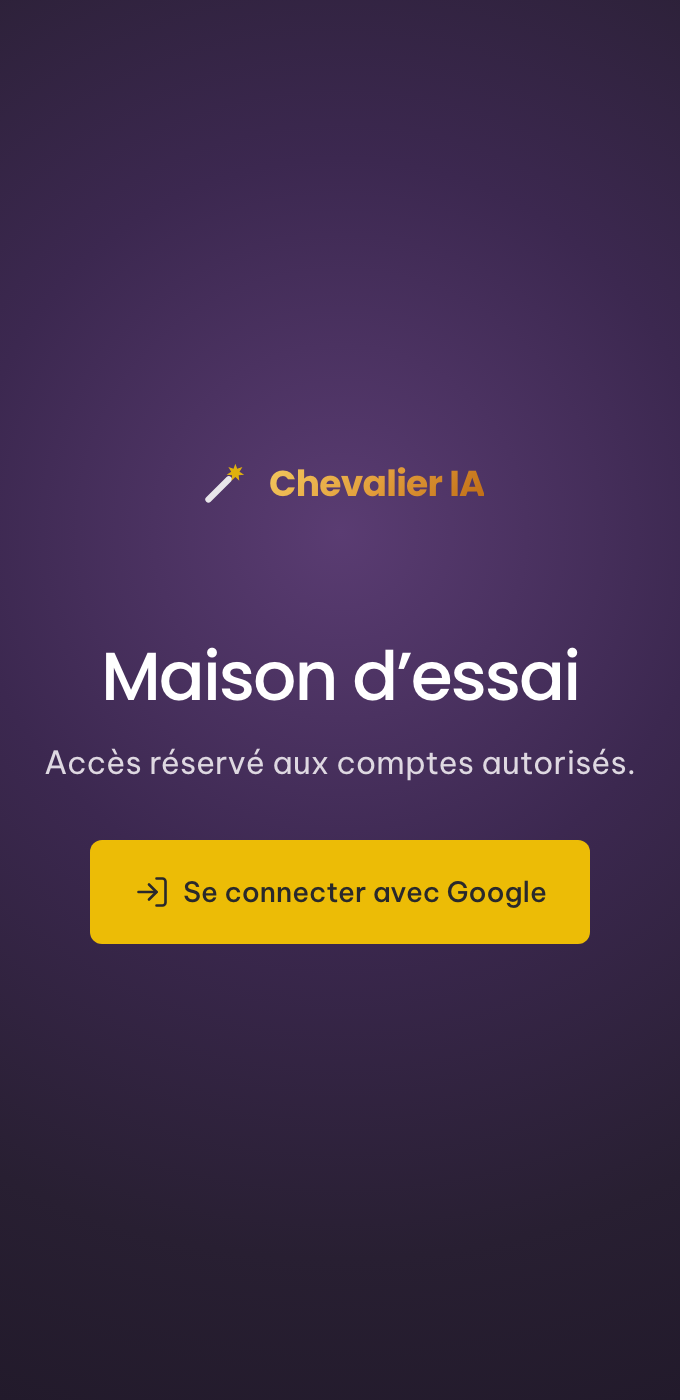 Chevalier IA
Maison d’essai
Accès réservé aux comptes autorisés.
Se connecter avec Google